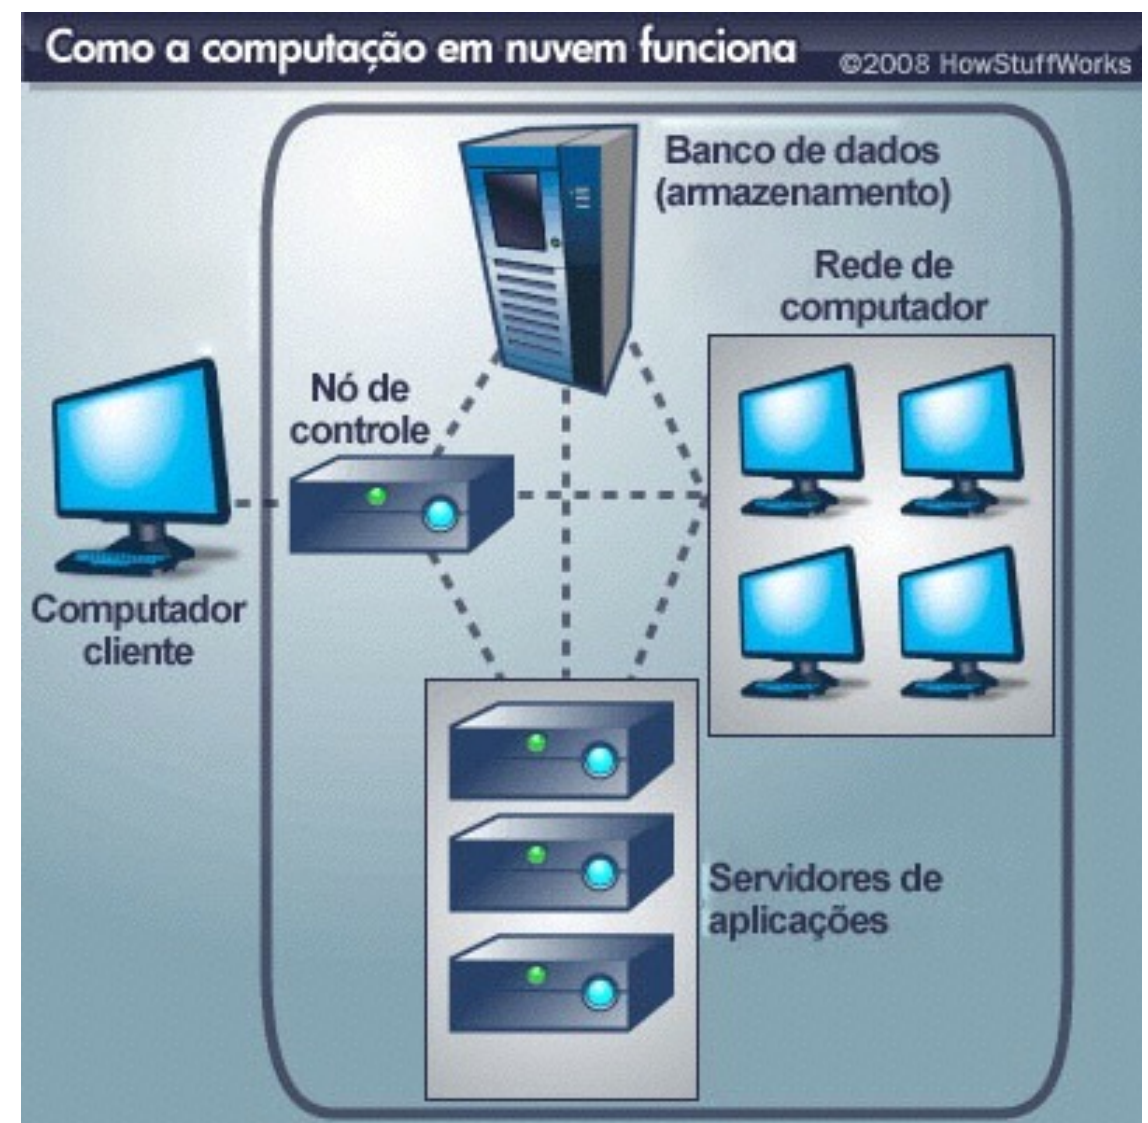 Como a computação em nuvem funciona
©2008 HowStuffWorks
Banco de dados
(armazenamento)
Rede de
computador
Nó de
controle
Computador
cliente
Servidores de
aplicações